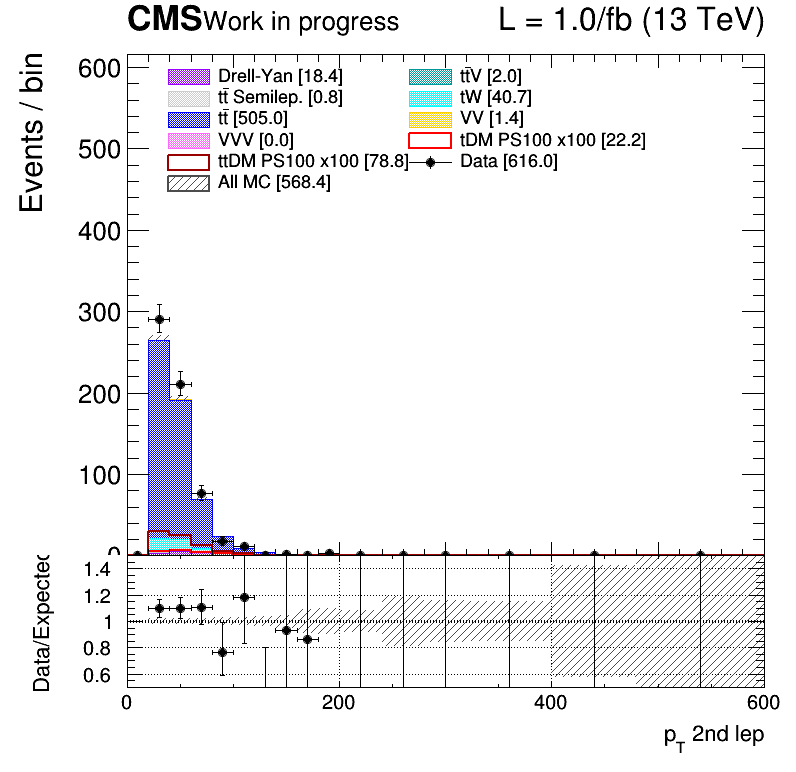 CMS Work in progress L = 1.0/fb (13 TeV)
Events / bin
600
500
400
300
200
100
0
Drell-Yan [18.4]
tt̄ Semilep. [0.8]
tt̄ [505.0]
VVV [0.0]
ttDM PS100 x100 [78.8]
All MC [568.4]
tt̄V [2.0]
tW [40.7]
VV [1.4]
tDM PS100 x100 [22.2]
Data [616.0]
Data/Expected
1.4
1.2
1
0.8
0.6
0 200 400 600
pT 2nd lep